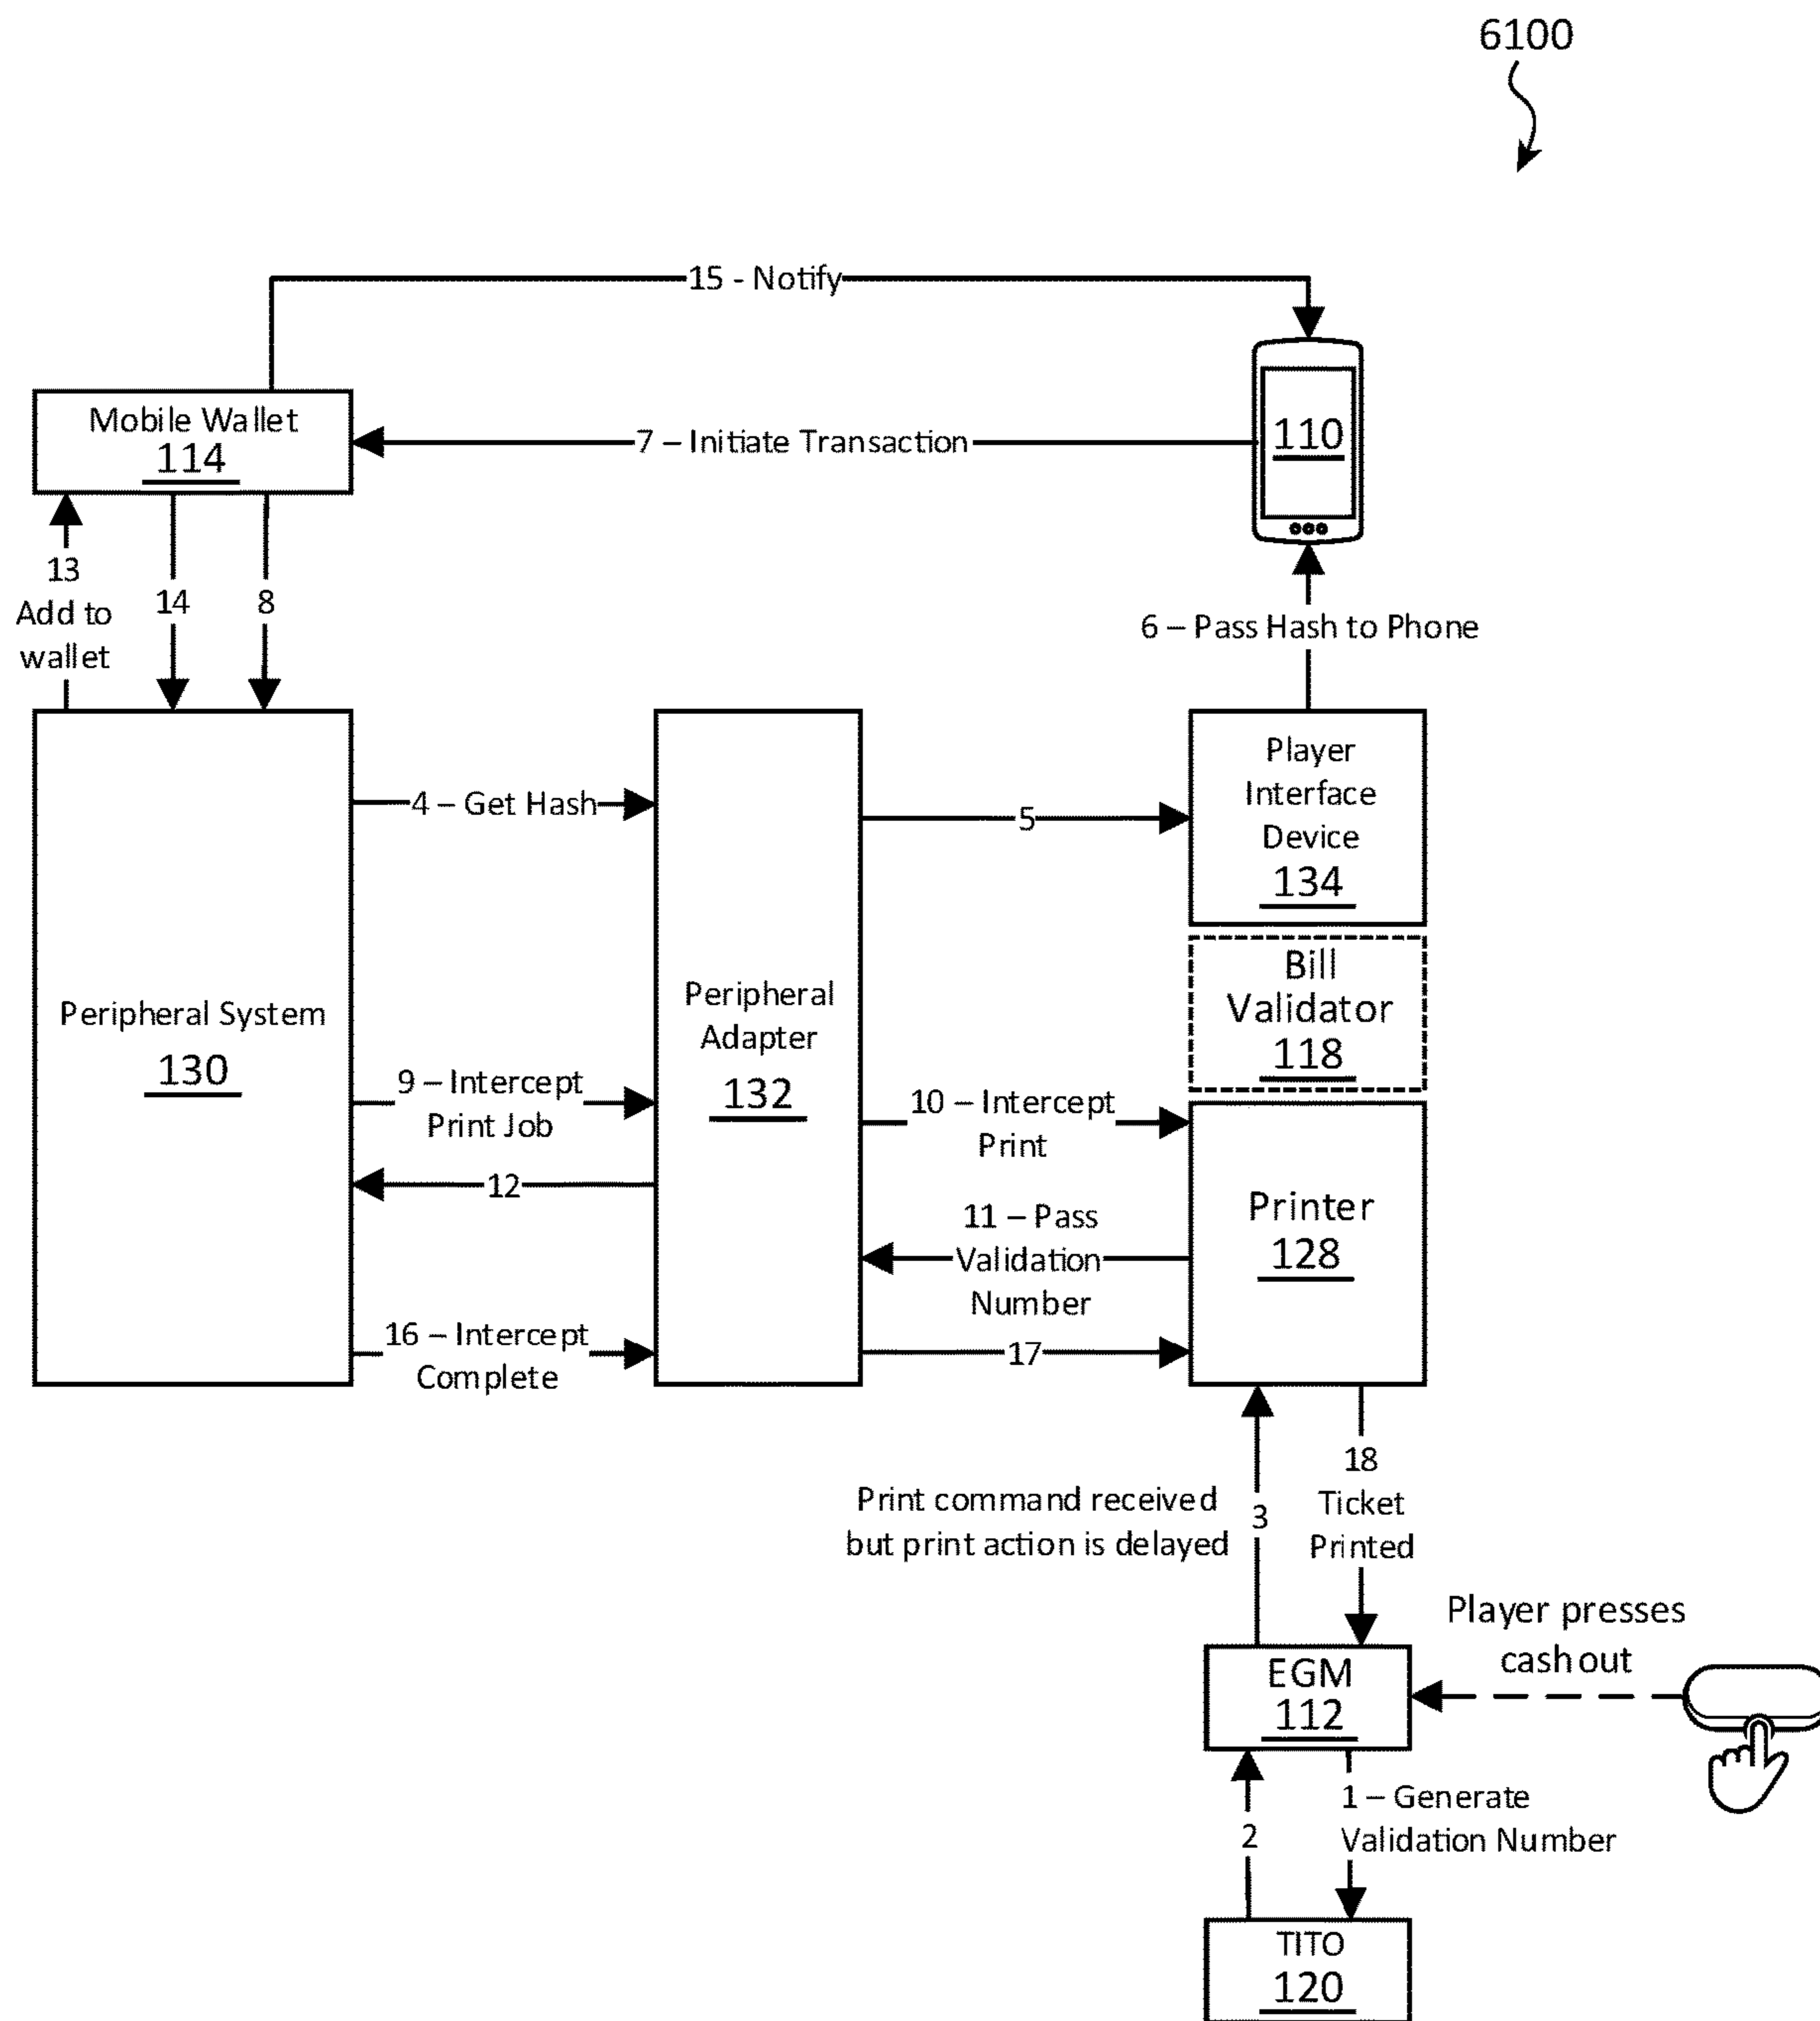 6100
15 - Notify
Mobile Wallet
114
7 – Initiate Transaction
110
13
Add to
wallet
14
8
6 – Pass Hash to Phone
4 – Get Hash
5
Player
Interface
Device
134
Bill
Validator
118
Peripheral System
130
Peripheral
Adapter
132
9 – Intercept
Print Job
10 – Intercept
Print
12
11 – Pass
Validation
Number
Printer
128
16 – Intercept
Complete
17
Print command received
but print action is delayed
3
18
Ticket
Printed
Player presses
cashout
EGM
112
2
1 – Generate
Validation Number
TITO
120